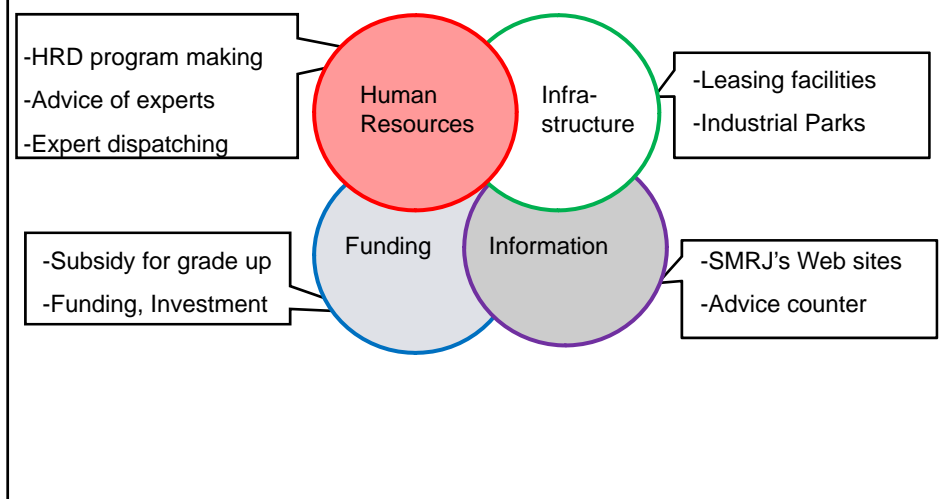 -HRD program making
-Advice of experts
-Expert dispatching
Human
Resources
Infra-
structure
-Leasing facilities
-Industrial Parks
-Subsidy for grade up
-Funding, Investment
Funding
Information
-SMRJ's Web sites
-Advice counter